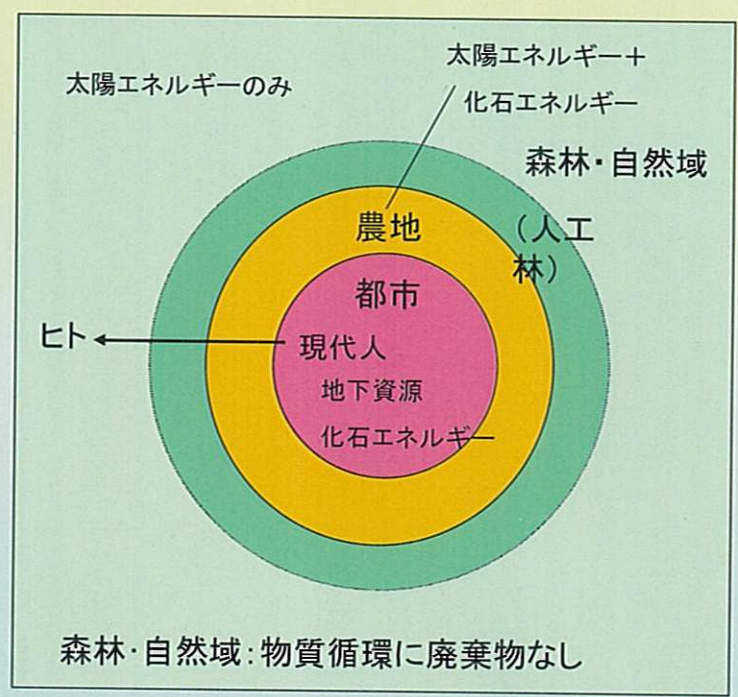 太陽エネルギーのみ
太陽エネルギー＋
化石エネルギー
森林・自然域
（人工
林）
農地
都市
ヒト
現代人
地下資源
化石エネルギー
森林・自然域：物質循環に廃棄物なし